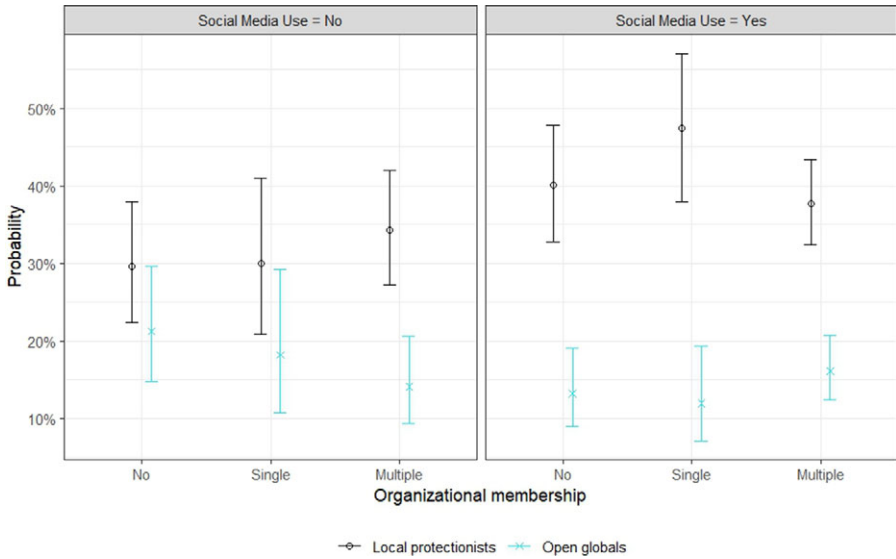 Social Media Use = No
Social Media Use = Yes
Probability
50%
40%
30%
20%
10%
No Single Multiple
No Single Multiple
Organizational membership
Local protectionists Open globals